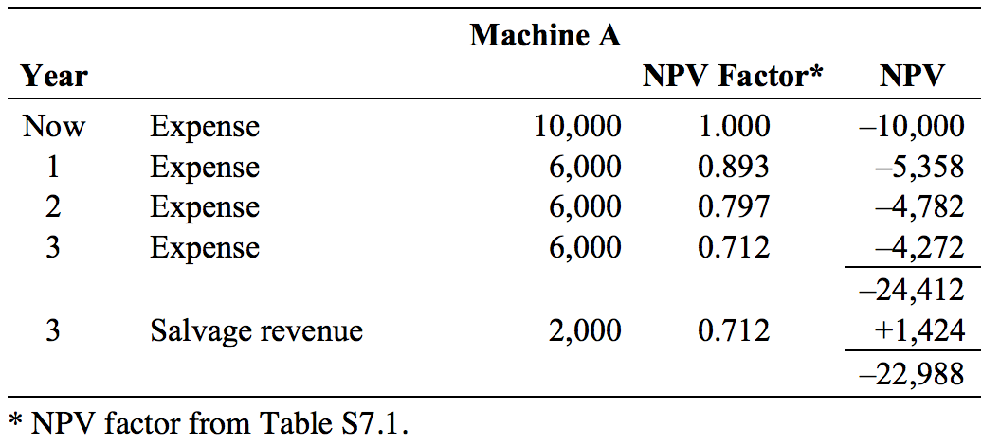 Machine A
Year NPV Factor* NPV
Now Expense 10,000 1.000 –10,000
1 Expense 6,000 0.893 –5,358
2 Expense 6,000 0.797 –4,782
3 Expense 6,000 0.712 –4,272
–24,412
3 Salvage revenue 2,000 0.712 +1,424
–22,988
* NPV factor from Table S7.1.